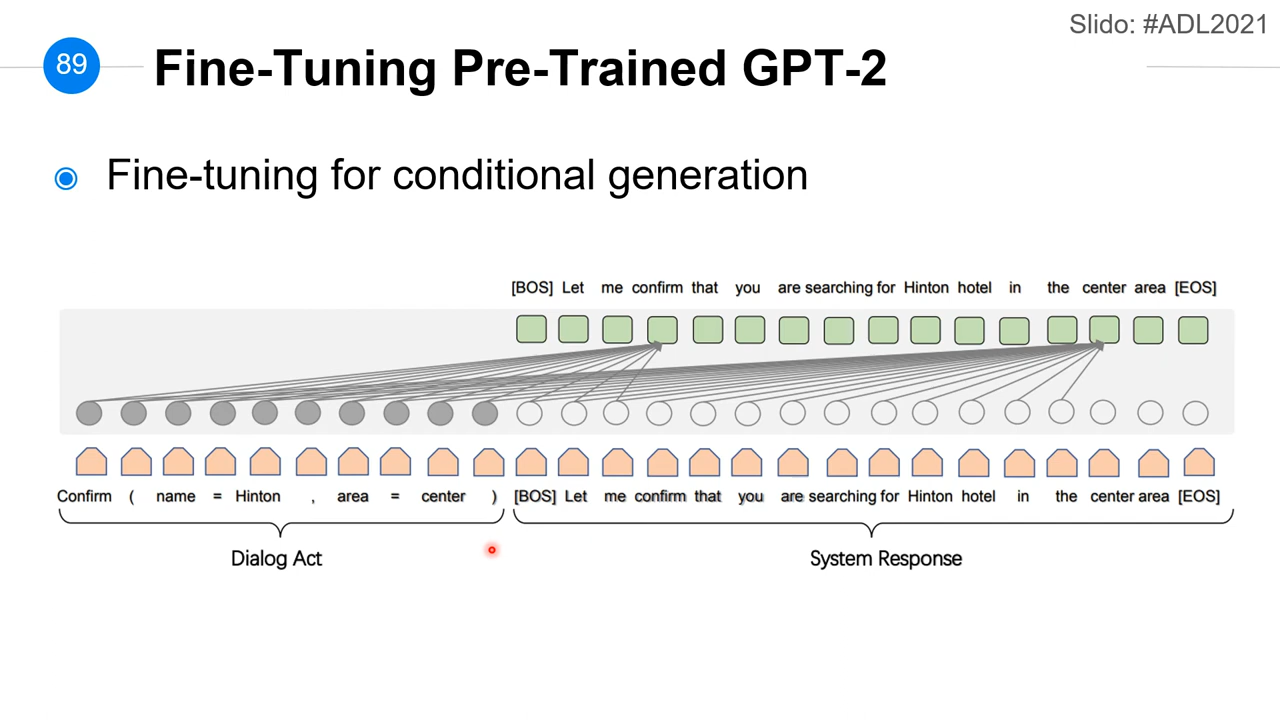 Slido: #ADL2021
89
Fine-Tuning Pre-Trained GPT-2
Fine-tuning for conditional generation
[BOS] Let me confirm that you are searching for Hinton hotel in the center area [EOS]
Confirm ( name = Hinton , area = center ) [BOS] Let me confirm that you are searching for Hinton hotel in the center area [EOS]
Dialog Act
System Response